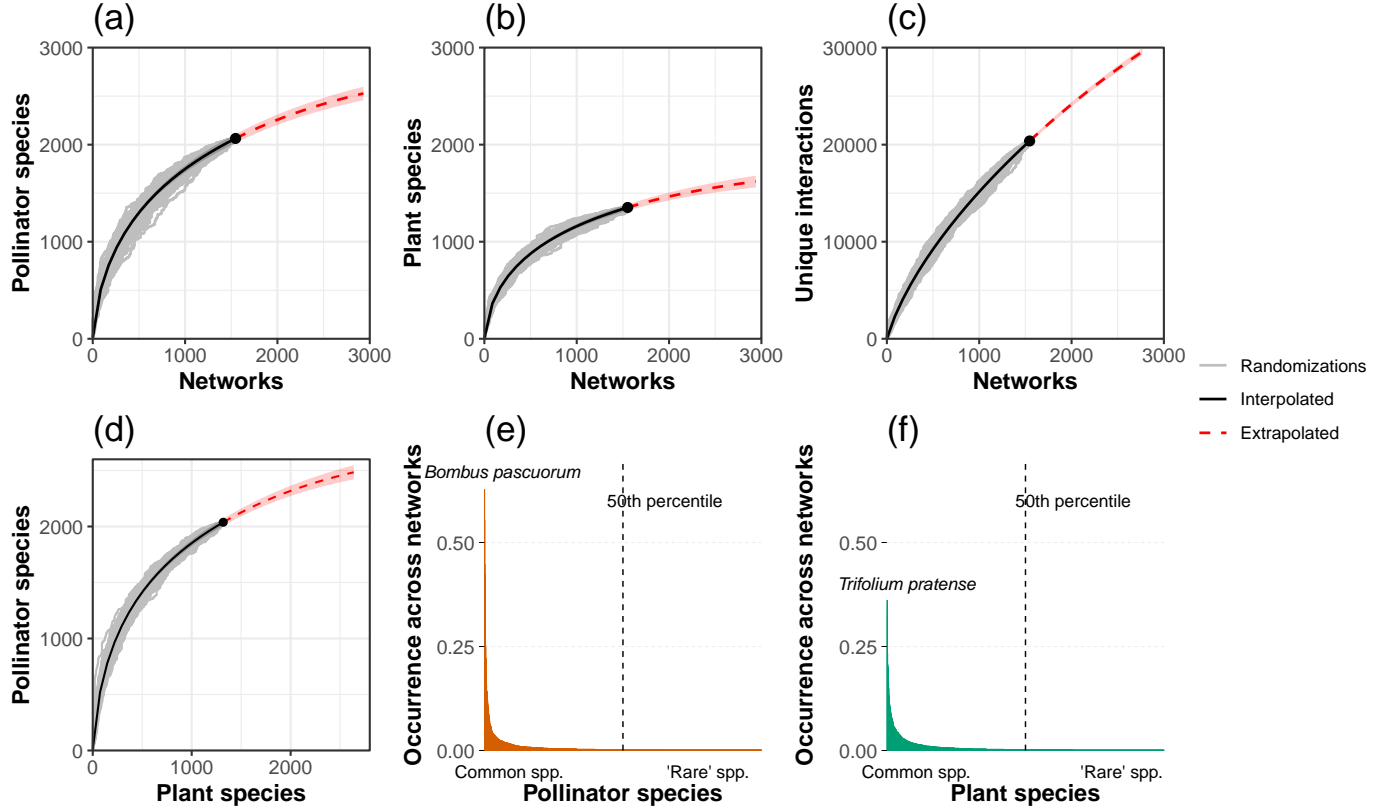 (a)
3000
2000
1000
0
0
1000
2000
3000
Pollinator species
Networks
(b)
3000
2000
1000
0
0
1000
2000
3000
Plant species
Networks
(c)
30000
20000
10000
0
0
1000
2000
3000
Unique interactions
Networks
Randomizations
Interpolated
Extrapolated
(d)
2000
1000
0
0
1000
2000
Pollinator species
Plant species
(e)
Bombus pascuorum
50th percentile
0.50
0.25
0.00
Occurrence across networks
Common spp.
'Rare' spp.
Pollinator species
(f)
50th percentile
Trifolium pratense
0.50
0.25
0.00
Occurrence across networks
Common spp.
'Rare' spp.
Plant species